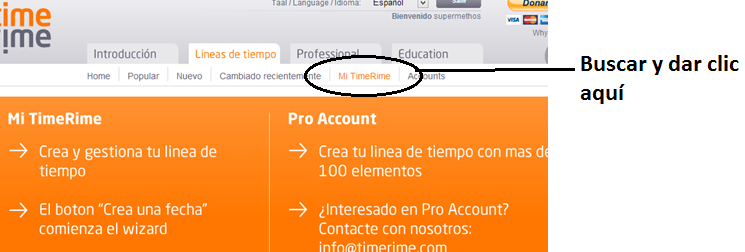 Taal / Language / Idioma: Español Salir Donar
time
rime
Bienvenido supermethos
VISA
Why
Introducción Lineas de tiempo Professional Education
Home Popular Nuevo Cambiado recientemente Mi TimeRime Accounts
Buscar y dar clic
aquí
Mi TimeRime
Crea y gestiona tu linea de
tiempo
El boton "Crea una fecha"
comienza el wizard
Pro Account
Crea tu linea de tiempo con mas de
100 elementos
¿Interesado en Pro Account?
Contacte con nosotros:
info@timerime.com